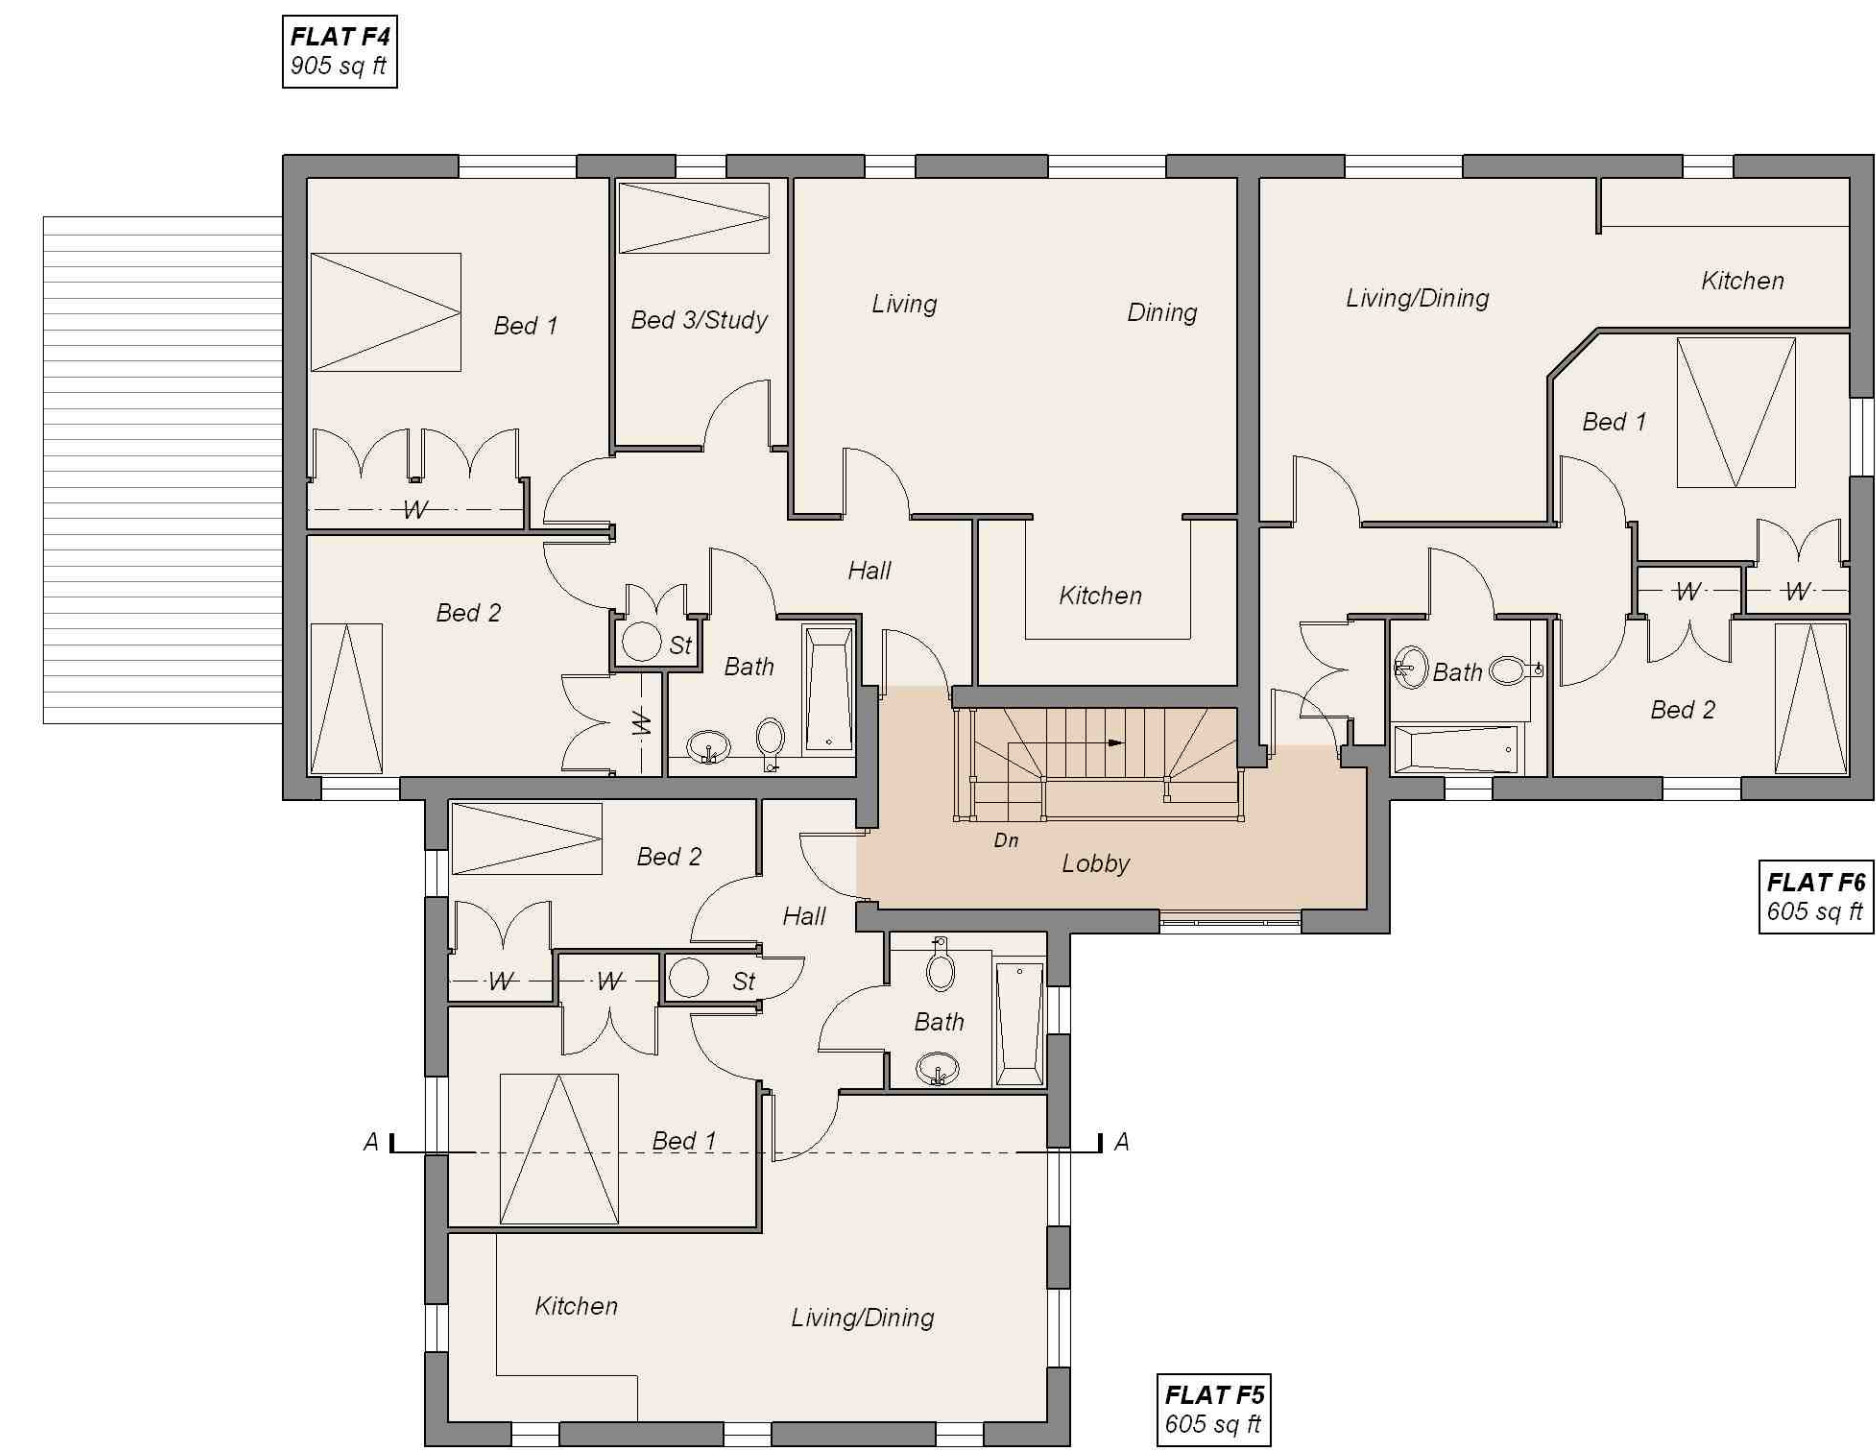 FLAT F4
905 sq ft
Bed 1
Bed 3/Study
Living
Dining
Living/Dining
Kitchen
Bed 1
W
Hall
Kitchen
Bed 2
St
Bath
W
W
W
Bath
Bed 2
Dn
Lobby
Bed 2
Hall
FLAT F6
605 sq ft
W
W
St
Bath
A
Bed 1
A
Kitchen
Living/Dining
FLAT F5
605 sq ft